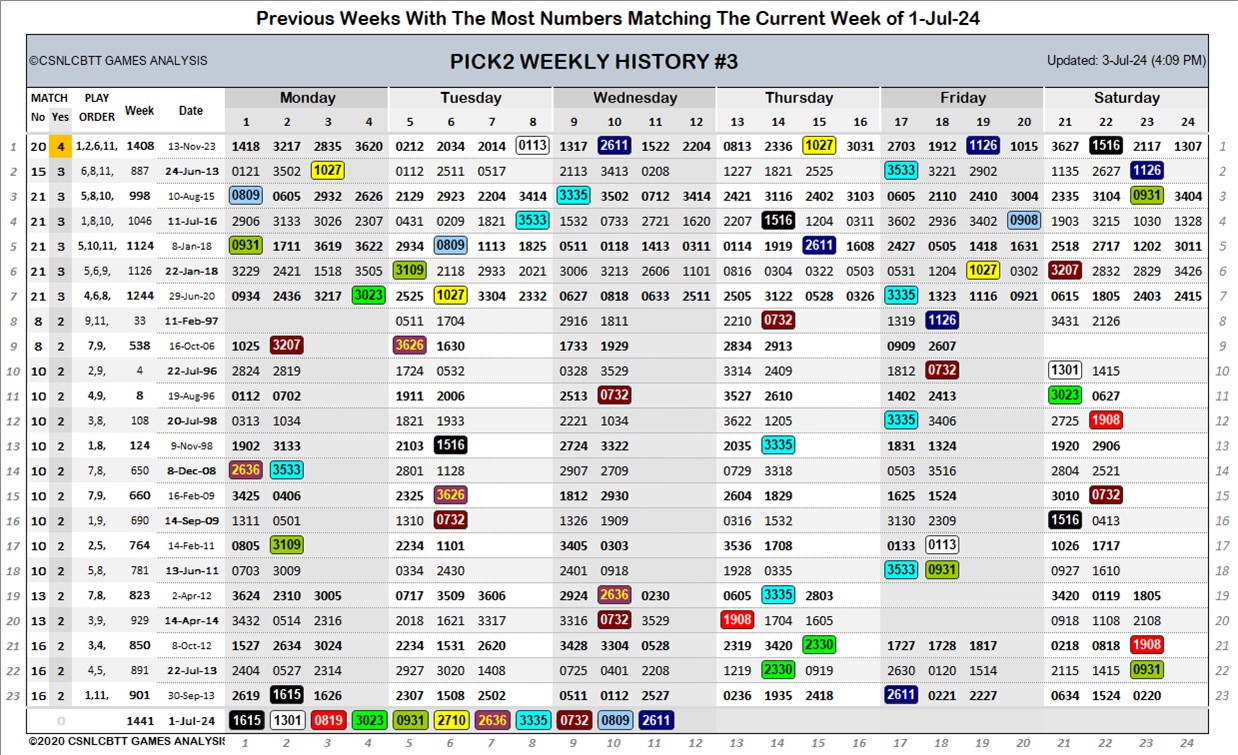 Previous Weeks With The Most Numbers Matching The Current Week of 1-Jul-24
©CSNLCBTT GAMES ANALYSIS PICK2 WEEKLY HISTORY #3 Updated: 3-Jul-24 (4:09 PM)
MATCH PLAY Week Date Monday Tuesday Wednesday Thursday Friday Saturday
No Yes ORDER 1 2 3 4 5 6 7 8 9 10 11 12 13 14 15 16 17 18 19 20 21 22 23 24
1 20 4 1,2,6,11, 1408 13-Nov-23 1418 3217 2835 3620 0212 2034 2014 0113 1317 2611 1522 2204 0813 2336 1027 3031 2703 1912 1126 1015 3627 1516 2117 1307 1
2 15 3 6,8,11, 887 24-Jun-13 0121 3502 1027 0112 2511 0517 2113 3413 0208 1227 1821 2525 3533 3221 2902 1135 2627 1126 2
3 21 3 5,8,10, 998 10-Aug-15 0809 0605 2932 2626 2129 2227 2204 3414 3335 3502 0712 3414 2421 3116 2402 3103 0605 2110 2410 3004 2335 3104 0931 3404 3
4 21 3 1,8,10, 1046 11-Jul-16 2906 3133 3026 2307 0431 0209 1821 3533 1532 0733 2721 1620 2207 1516 1204 0311 3602 2936 3402 0908 1903 3215 1030 1328 4
5 21 3 5,10,11, 1124 8-Jan-18 0931 1711 3619 3622 2934 0809 1113 1825 0511 0118 1413 0311 0114 1919 2611 1608 2427 0505 1418 1631 2518 2717 1202 3011 5
6 21 3 5,6,9, 1126 22-Jan-18 3229 2421 1518 3505 3109 2118 2933 2021 3006 3213 2606 1101 0816 0304 0322 0503 0531 1204 1027 0302 3207 2832 2829 3426 6
7 21 3 4,6,8, 1244 29-Jun-20 0934 2436 3217 3023 2525 1027 3304 2332 0627 0818 0633 2511 2505 3122 0528 0326 3335 1323 1116 0921 0615 1805 2403 2415 7
8 8 2 9,11, 33 11-Feb-97 0511 1704 2916 1811 2210 0732 1319 1126 3431 2126 8
9 8 2 7,9, 538 16-Oct-06 1025 3207 3626 1630 1733 1929 2834 2913 0909 2607 9
10 10 2 2,9, 4 22-Jul-96 2824 2819 1724 0532 0328 3529 3314 2409 1812 0732 1301 1415 10
11 10 2 4,9, 8 19-Aug-96 0112 0702 1911 2006 2513 0732 3527 2610 1402 2413 3023 0627 11
12 10 2 3,8, 108 20-Jul-98 0313 1034 1821 1933 2221 1034 3622 1205 3335 3406 2725 1908 12
13 10 2 1,8, 124 9-Nov-98 1902 3133 2103 1516 2724 3322 2035 3335 1831 1324 1920 2906 13
14 10 2 7,8, 650 8-Dec-08 2636 3533 2801 1128 2907 2709 0729 3318 0503 3516 2804 2521 14
15 10 2 7,9, 660 16-Feb-09 3425 0406 2325 3626 1812 2930 2604 1829 1625 1524 3010 0732 15
16 10 2 1,9, 690 14-Sep-09 1311 0501 1310 0732 1326 1909 0316 1532 3130 2309 1516 0413 16
17 10 2 2,5, 764 14-Feb-11 0805 3109 2234 1101 3405 0303 3536 1708 0133 0113 1026 1717 17
18 10 2 5,8, 781 13-Jun-11 0703 3009 0334 2430 2401 0918 1928 0335 3533 0931 0927 1610 18
19 13 2 7,8, 823 2-Apr-12 3624 2310 3005 0717 3509 3606 2924 2636 0230 0605 3335 2803 3420 0119 1805 19
20 13 2 3,9, 929 14-Apr-14 3432 0514 2316 2018 1621 3317 3316 0732 3529 1908 1704 1605 0918 1108 2108 20
21 16 2 3,4, 850 8-Oct-12 1527 2634 3024 2234 1531 2620 3428 3304 0528 2319 3420 2330 1727 1728 1817 0218 0818 1908 21
22 16 2 4,5, 891 22-Jul-13 2404 0527 2314 2927 3020 1408 0725 0401 2208 1219 2330 0919 2630 0120 1514 2115 1415 0931 22
23 16 2 1,11, 901 30-Sep-13 2619 1615 1626 2307 1508 2502 0511 0112 2527 0236 1935 2418 2611 0221 2227 0634 1524 0220 23
0 1441 1-Jul-24 1615 1301 0819 3023 0931 2710 2636 3335 0732 0809 2611
©2020 CSNLCBTT GAMES ANALYSIS 1 2 3 4 5 6 7 8 9 10 11 12 13 14 15 16 17 18 19 20 21 22 23 24